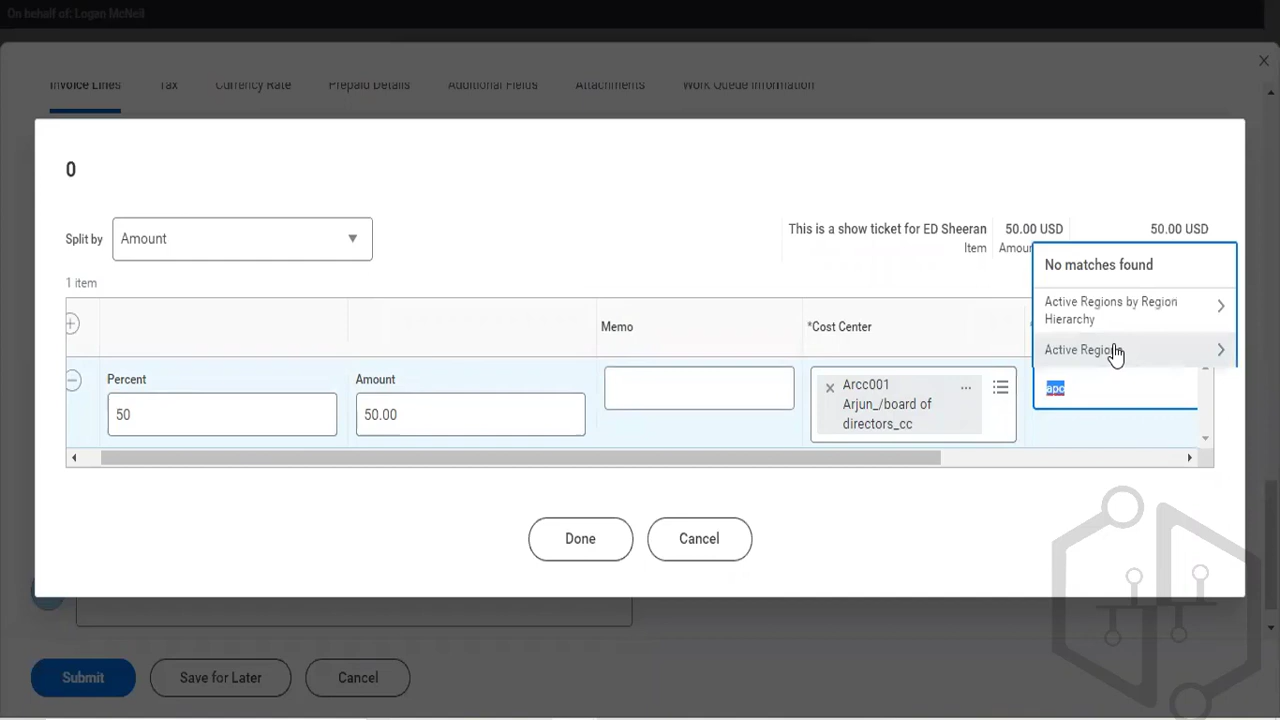 On behalf of: Logan McNeil
Invoice Lines Tax Currency Rate Prepaid Details Additional Fields Attachments Work Queue Information
0
Split by Amount
This is a show ticket for ED Sheeran 50.00 USD 50.00 USD
Item Amou
1 item
No matches found
Active Regions by Region
Hierarchy
Active Regions
Memo *Cost Center
Percent Amount
50 50.00
Arcc001
Arjun_/board of
directors_cc
apo
Done Cancel
Submit Save for Later Cancel